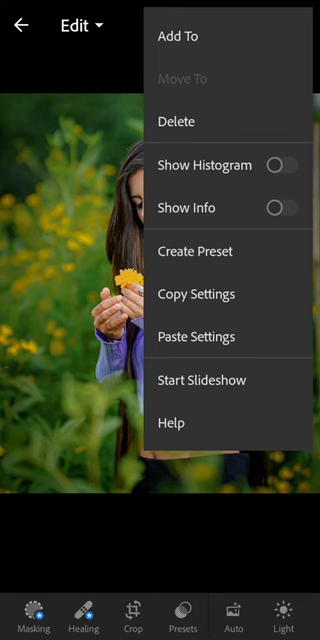 Edit
Add To
Move To
Delete
Show Histogram
Show Info
Create Preset
Copy Settings
Paste Settings
Start Slideshow
Help
Masking Healing Crop Presets Auto Light